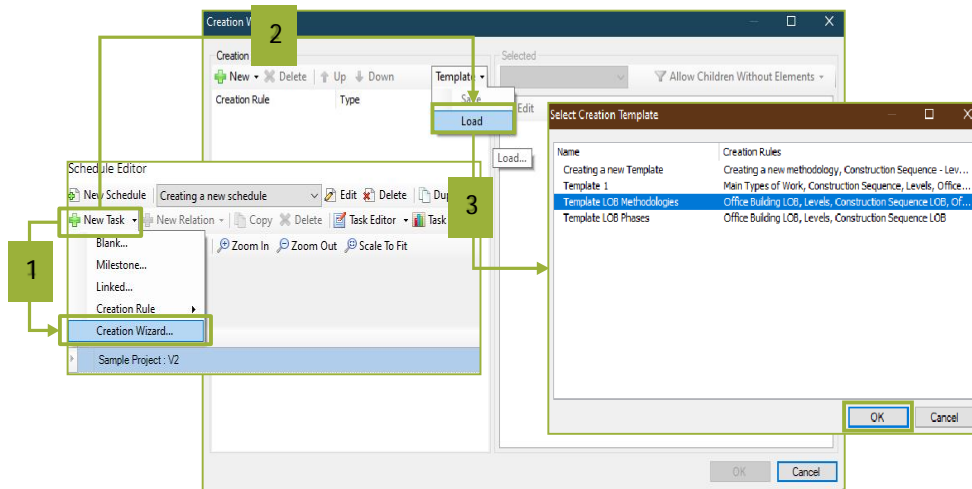 Creation W
2
Creation
New Delete Up Down Template
Creation Rule Type
Save
Load
Load...
Selected
Allow Children Without Elements
Edit
Schedule Editor
New Schedule Creating a new schedule Edit Delete Dup
New Task New Relation Copy Delete Task Editor Task
Blank...
Milestone...
Linked...
Creation Rule
Creation Wizard...
Zoom In Zoom Out Scale To Fit
Sample Project : V2
1
3
Select Creation Template
Name Creation Rules
Creating a new Template Creating a new methodology, Construction Sequence - Lev...
Template 1 Main Types of Work, Construction Sequence, Levels, Office...
Template LOB Methodologies Office Building LOB, Levels, Construction Sequence LOB, Of...
Template LOB Phases Office Building LOB, Levels, Construction Sequence LOB
OK Cancel
OK Cancel